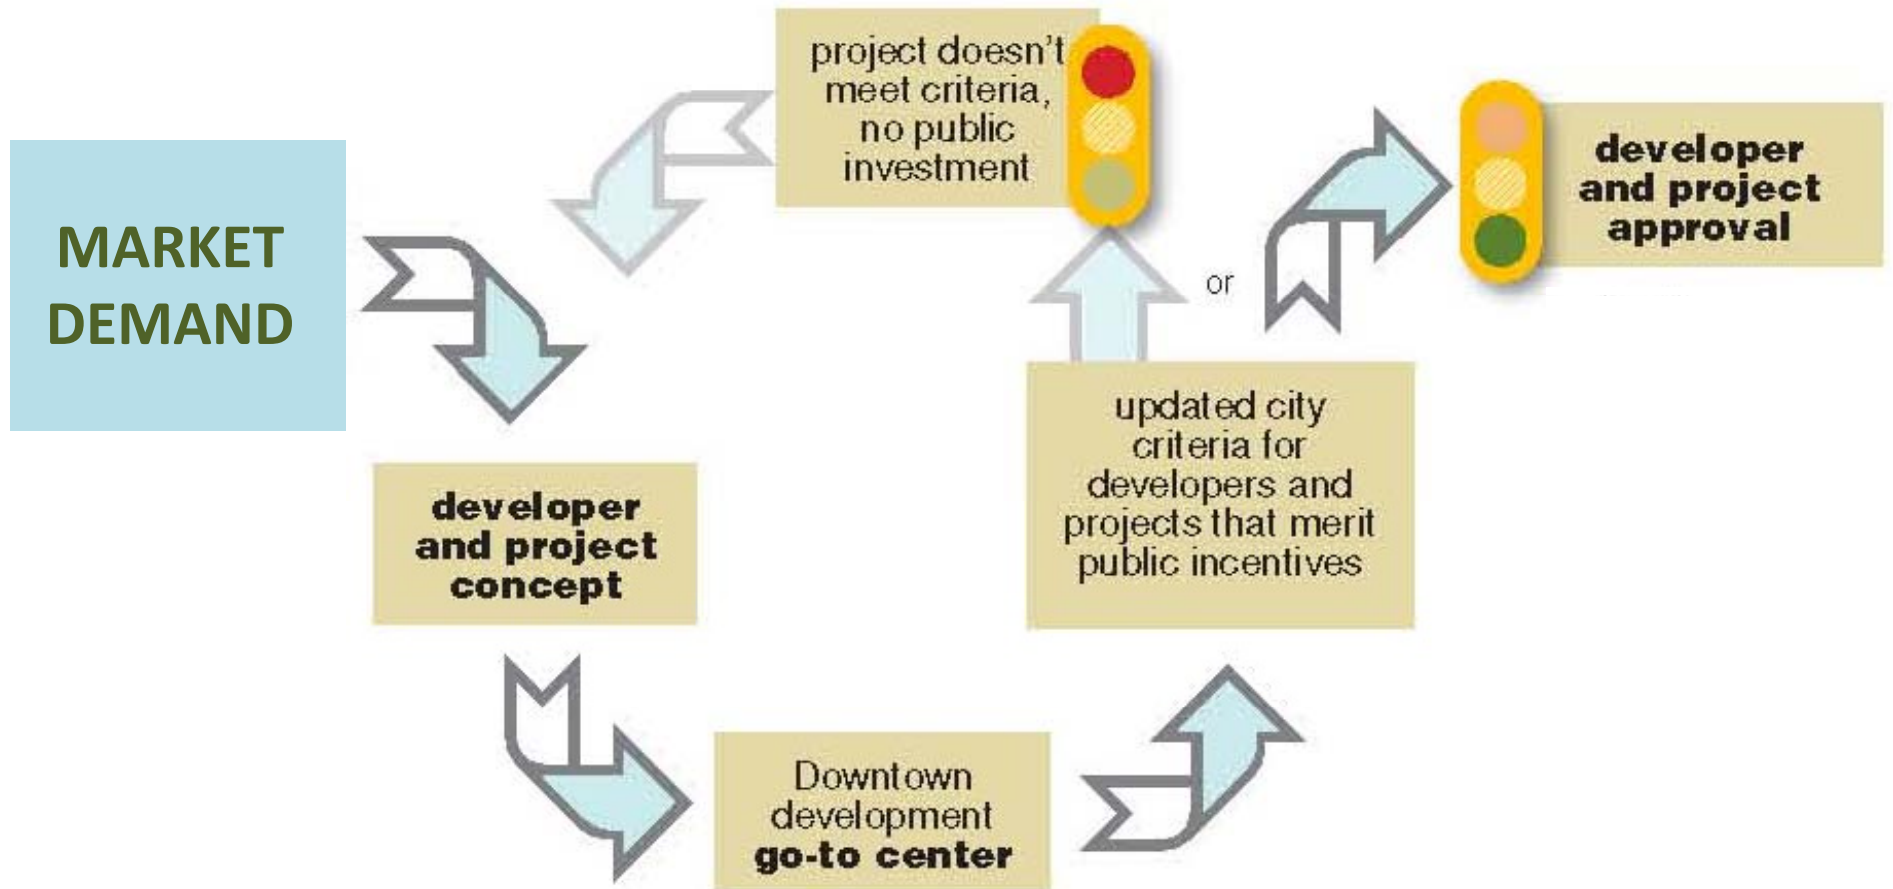 MARKET
DEMAND
developer
and project
concept
Downtown
development
go-to center
updated city
criteria for
developers and
projects that merit
public incentives
project doesn't
meet criteria,
no public
investment
or
developer
and project
approval